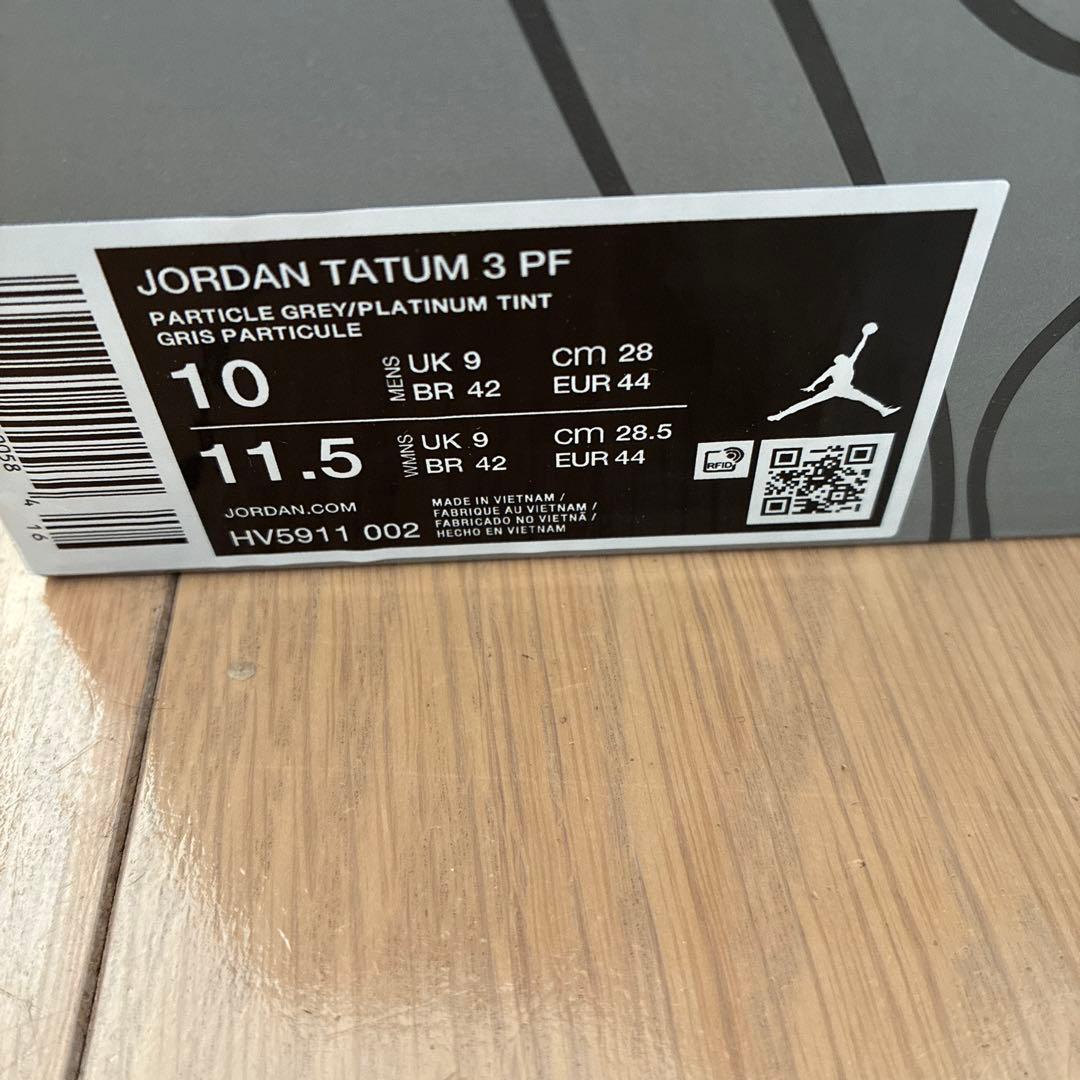 JORDAN TATUM 3 PF
PARTICLE GREY/PLATINUM TINT
GRIS PARTICULE
10 MENS UK 9 cm 28
BR 42 EUR 44
11.5 WMNS UK 9 cm 28.5
BR 42 EUR 44
RFID
JORDAN.COM
HV5911 002
MADE IN VIETNAM /
FABRIQUE AU VIETNAM /
FABRICADO NO VIETNÃ /
HECHO EN VIETNAM
4 16